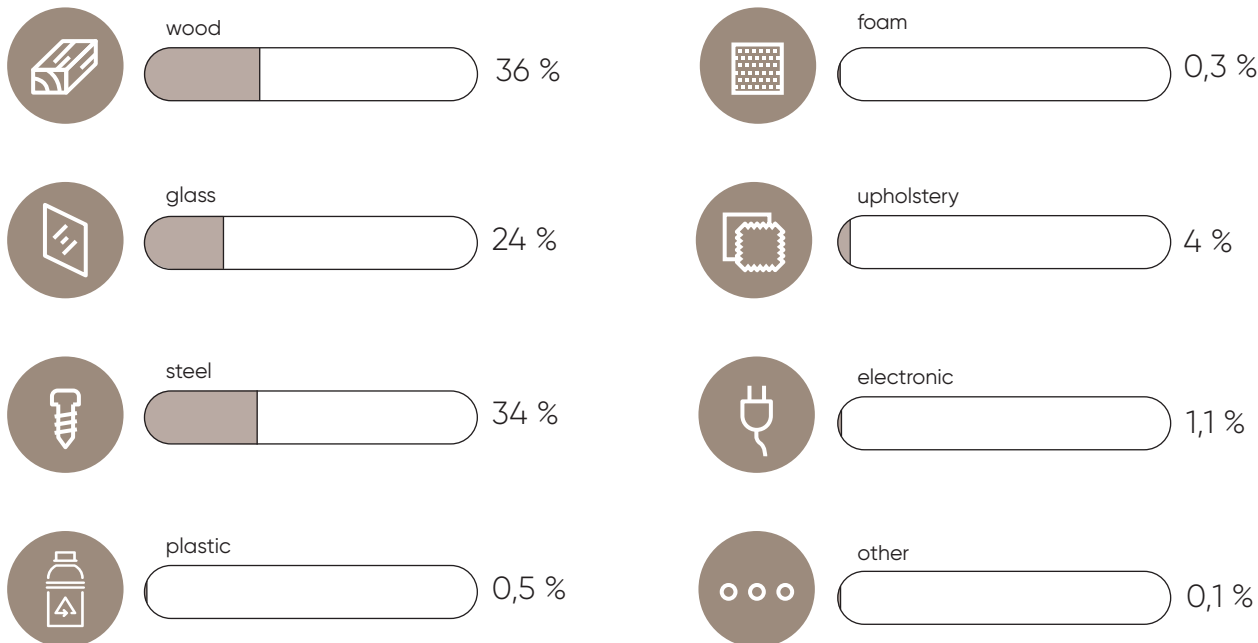 wood
36 %
glass
24 %
steel
34 %
plastic
0,5 %
foam
0,3 %
upholstery
4 %
electronic
1,1 %
other
0,1 %